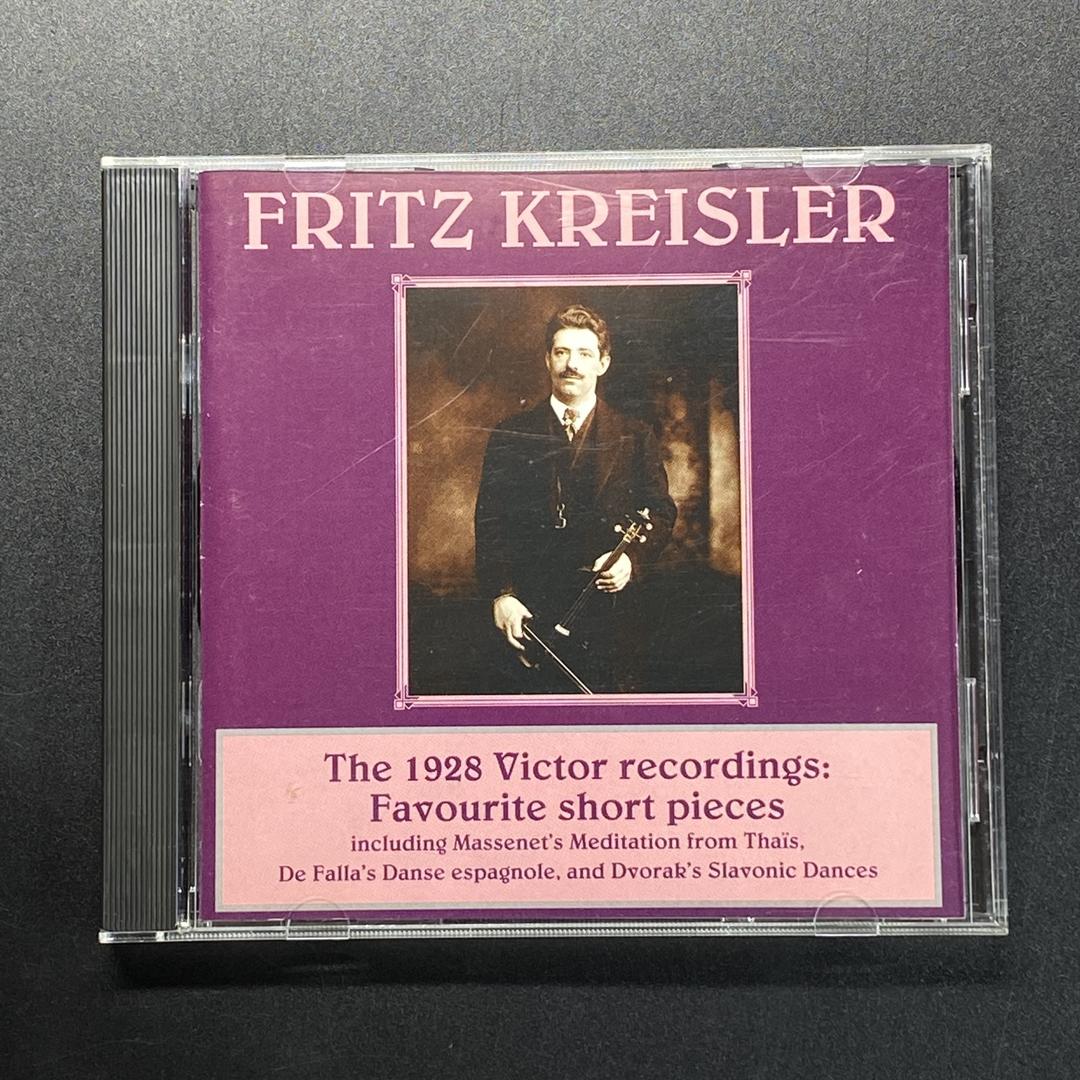 FRITZ KREISLER
The 1928 Victor recordings:
Favourite short pieces
including Massenet's Meditation from Thaïs,
De Falla's Danse espagnole, and Dvorak's Slavonic Dances